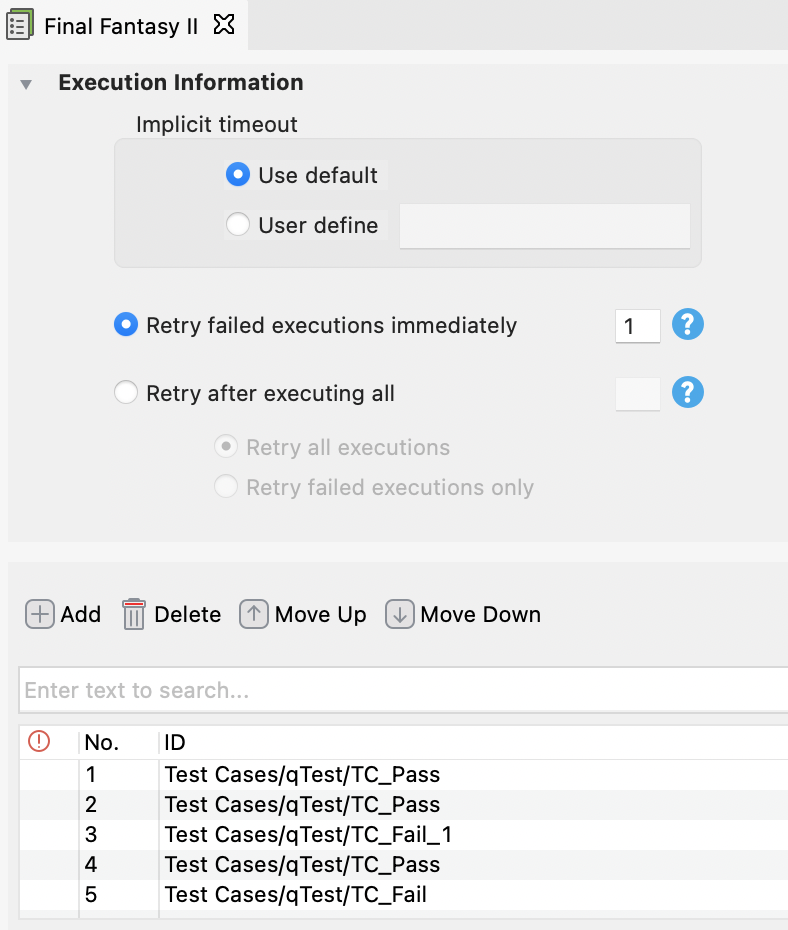 Final Fantasy II
Execution Information
Implicit timeout
Use default
User define
Retry failed executions immediately 1 ?
Retry after executing all ?
Retry all executions
Retry failed executions only
Add Delete Move Up Move Down
Enter text to search...
! No. ID
1 Test Cases/qTest/TC_Pass
2 Test Cases/qTest/TC_Pass
3 Test Cases/qTest/TC_Fail_1
4 Test Cases/qTest/TC_Pass
5 Test Cases/qTest/TC_Fail